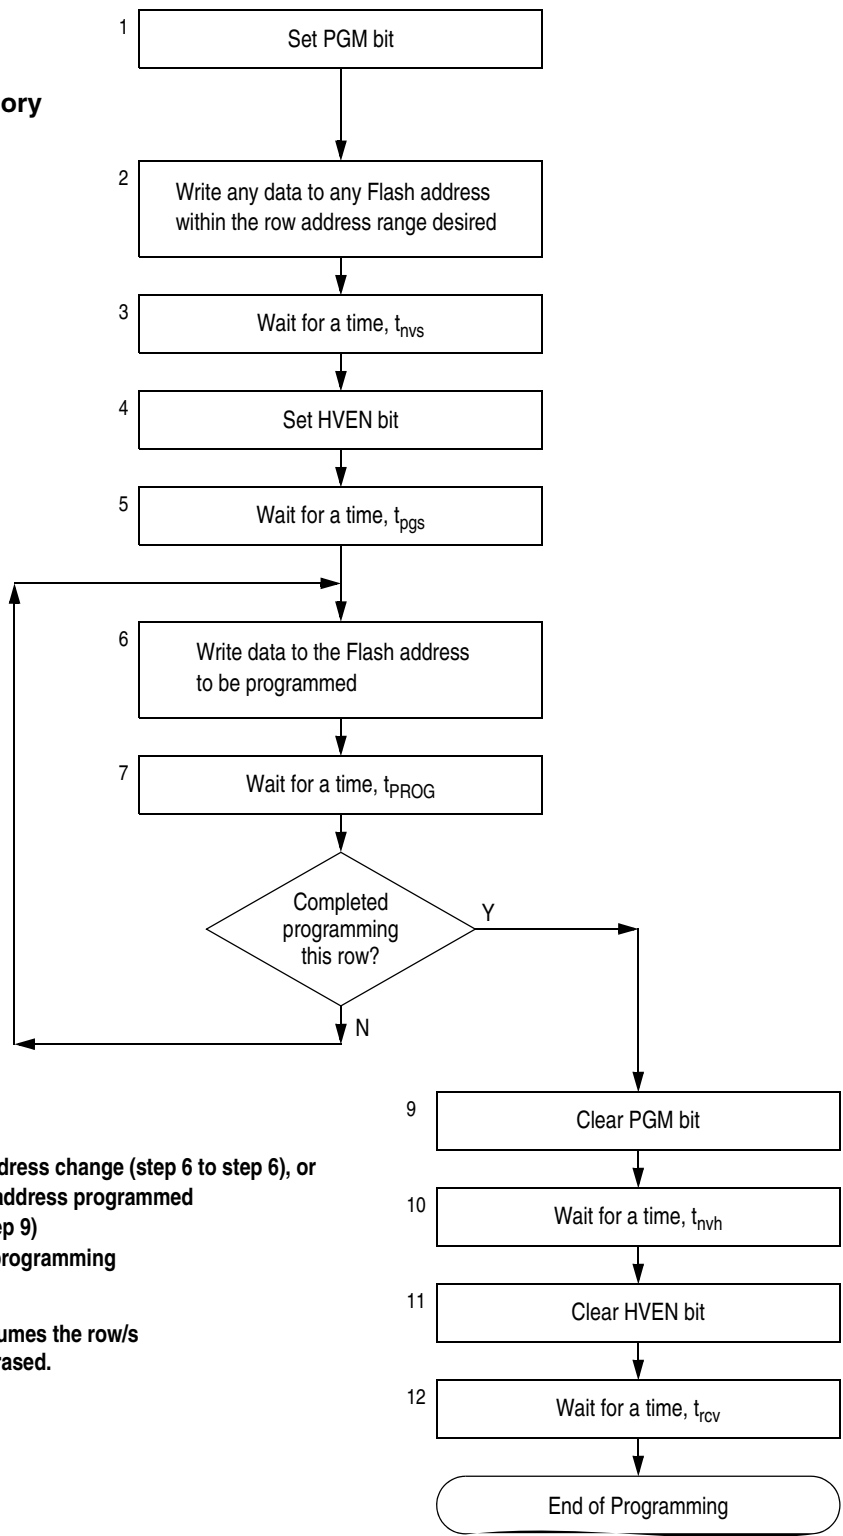 1
Set PGM bit
ory
2
Write any data to any Flash address
within the row address range desired
3
Wait for a time, tnvs
4
Set HVEN bit
5
Wait for a time, tpgs
6
Write data to the Flash address
to be programmed
7
Wait for a time, tPROG
Completed
programming
this row?
Y
N
9
Clear PGM bit
dress change (step 6 to step 6), or
address programmed
ep 9)
programming
10
Wait for a time, tnvh
11
Clear HVEN bit
umes the row/s
rased.
12
Wait for a time, trcv
End of Programming